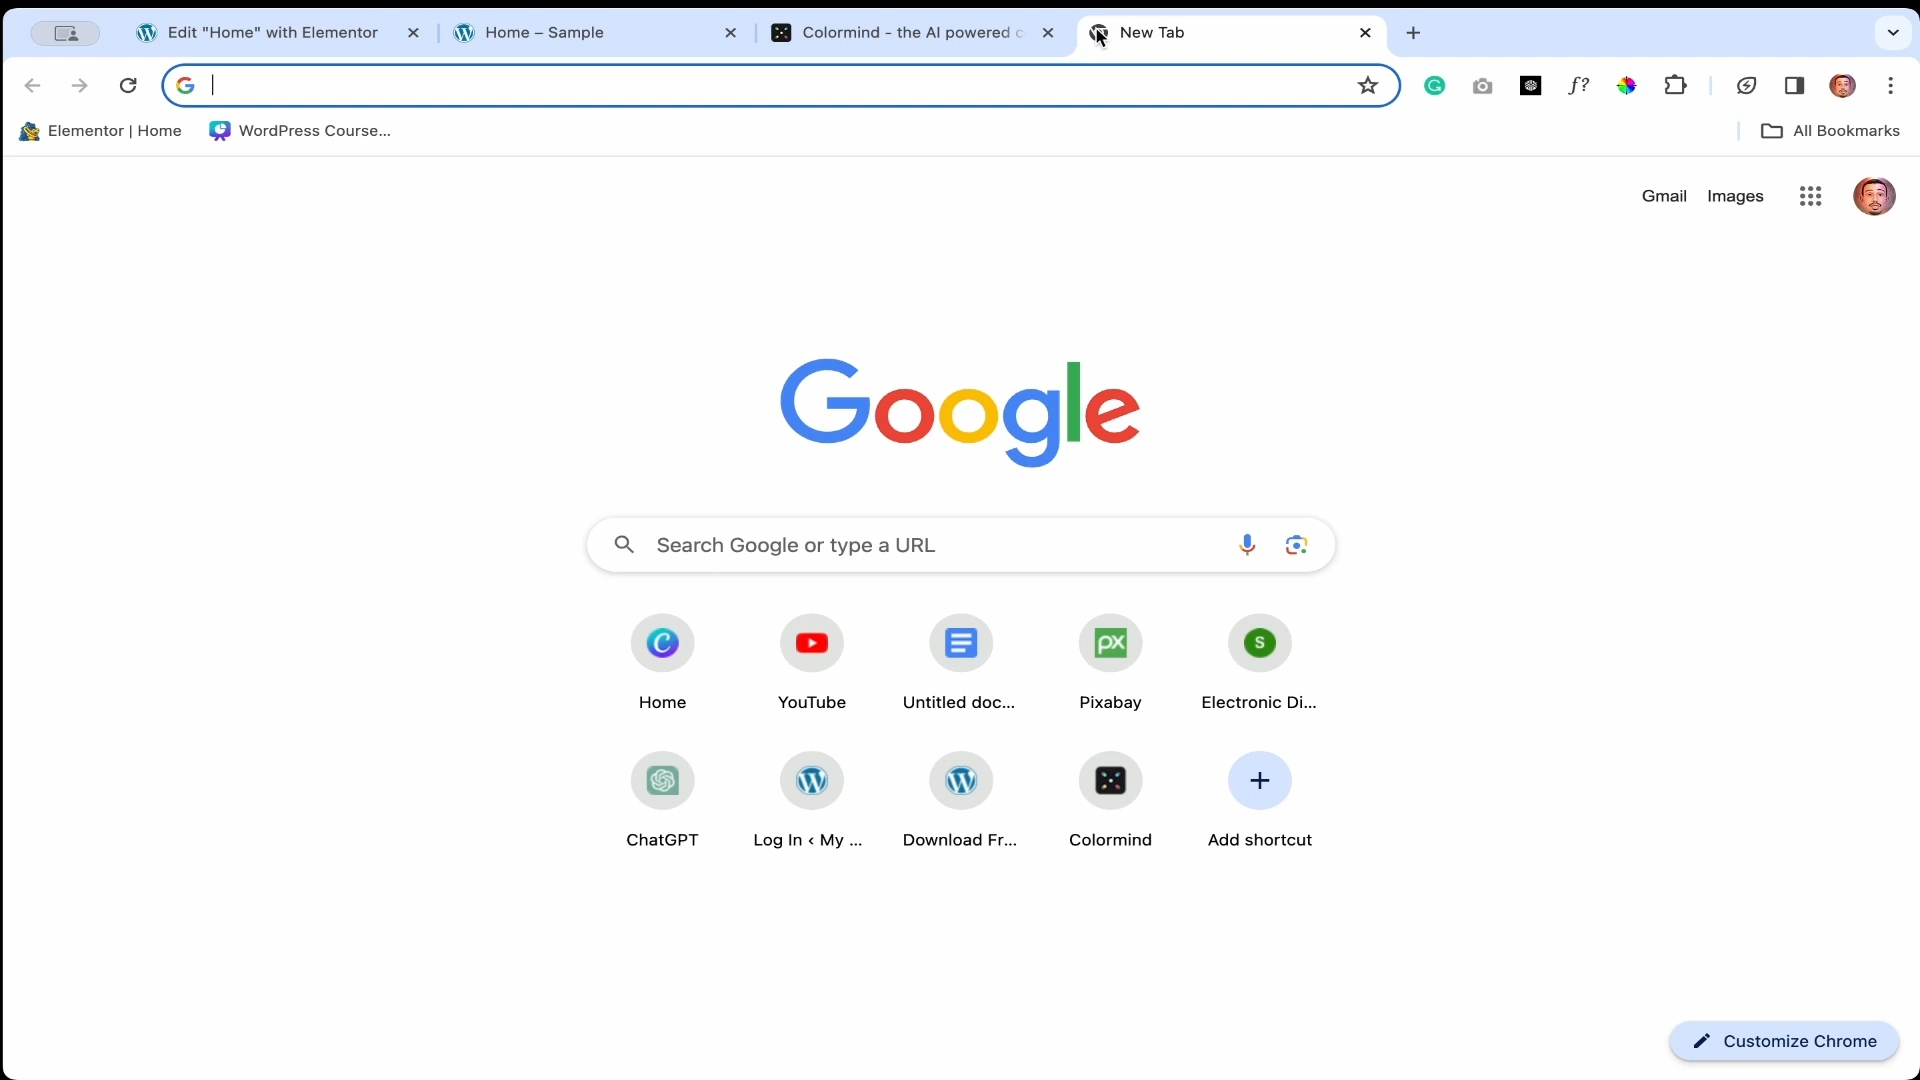 Edit "Home" with Elementor
Home – Sample
Colormind - the AI powered c
New Tab
Elementor | Home
WordPress Course...
All Bookmarks
Gmail
Images
Google
Search Google or type a URL
Home
YouTube
Untitled doc...
Pixabay
Electronic Di...
ChatGPT
Log In ‹ My ...
Download Fr...
Colormind
Add shortcut
Customize Chrome